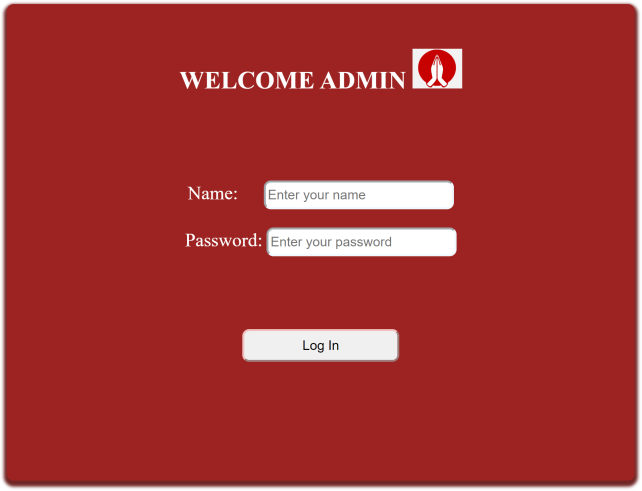 WELCOME ADMIN
Name: Enter your name
Password: Enter your password
Log In